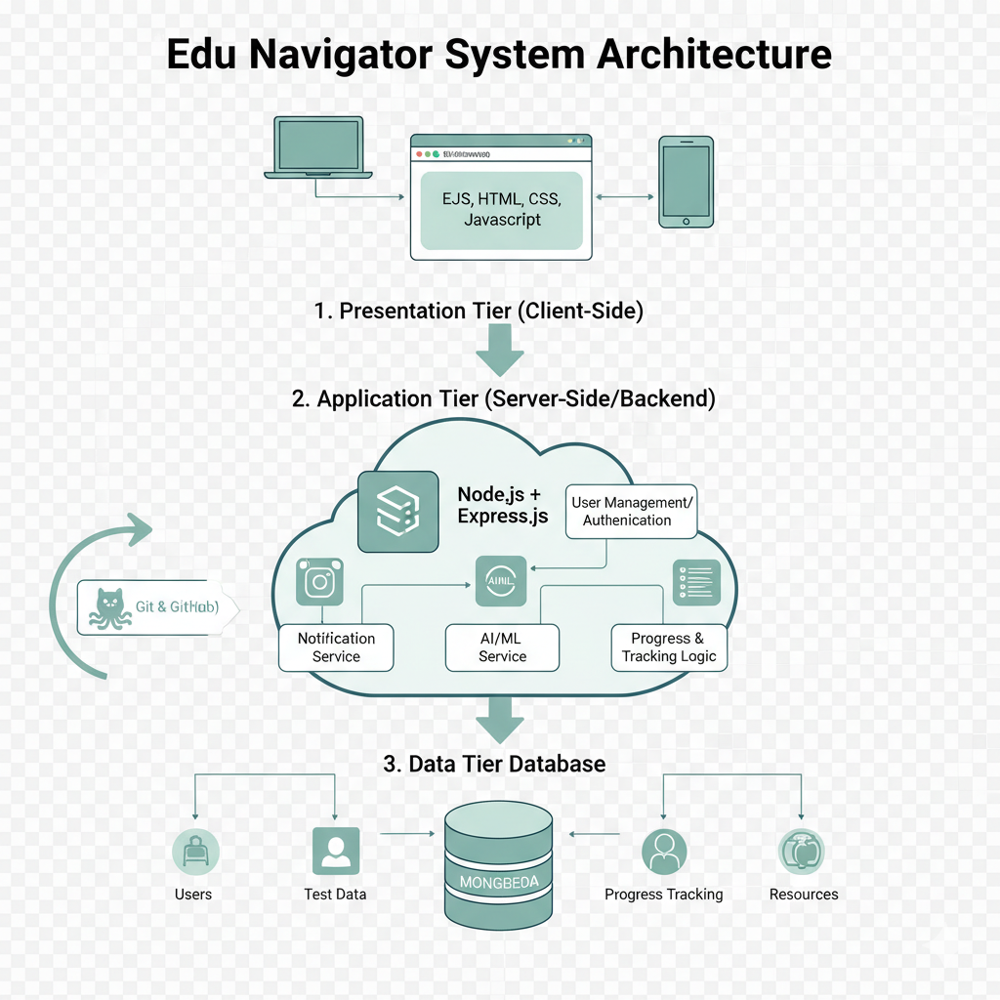 Edu Navigator System Architecture
EJS, HTML, CSS,
Javascript
1. Presentation Tier (Client-Side)
2. Application Tier (Server-Side/Backend)
Node.js +
Express.js
User Management/
Authenication
AI/ML
Git & GitHub)
Notification
Service
AI/ML
Service
Progress &
Tracking Logic
3. Data Tier Database
MONGBEDA
Users
Test Data
Progress Tracking
Resources